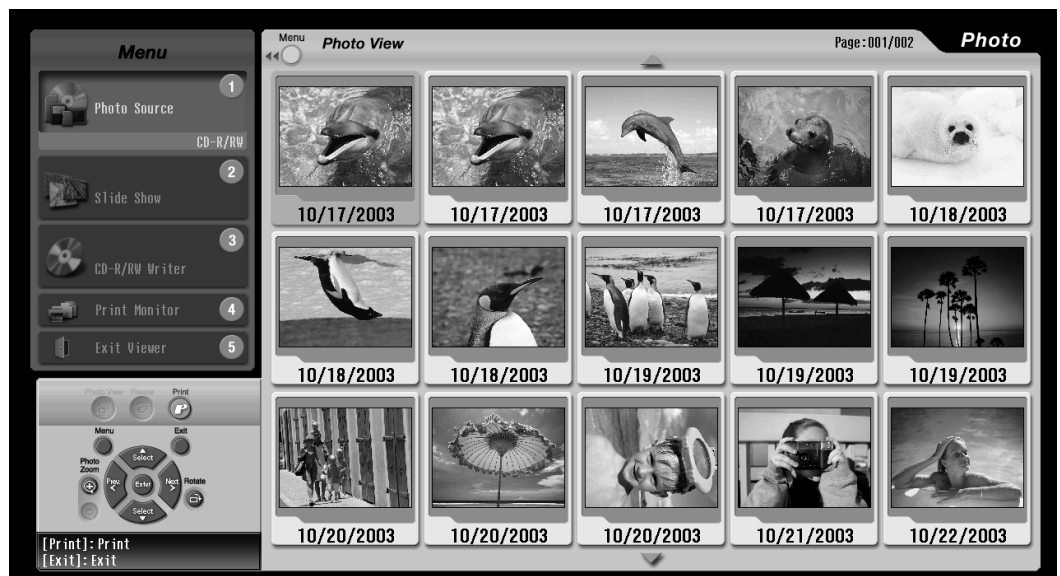 Menu
1
Photo Source
CD-R/RW
2
Slide Show
3
CD-R/RW Writer
Print Monitor
4
Exit Viewer
5
Photo View
Freeze
Print
Menu
Exit
Photo
Zoom
Select
Prev.
<
Enter
Next
>
Rotate
Select
[Print]: Print
[Exit]: Exit
Menu
Photo View
Page:001/002
Photo
10/17/2003
10/17/2003
10/17/2003
10/17/2003
10/18/2003
10/18/2003
10/18/2003
10/19/2003
10/19/2003
10/19/2003
10/20/2003
10/20/2003
10/20/2003
10/21/2003
10/22/2003